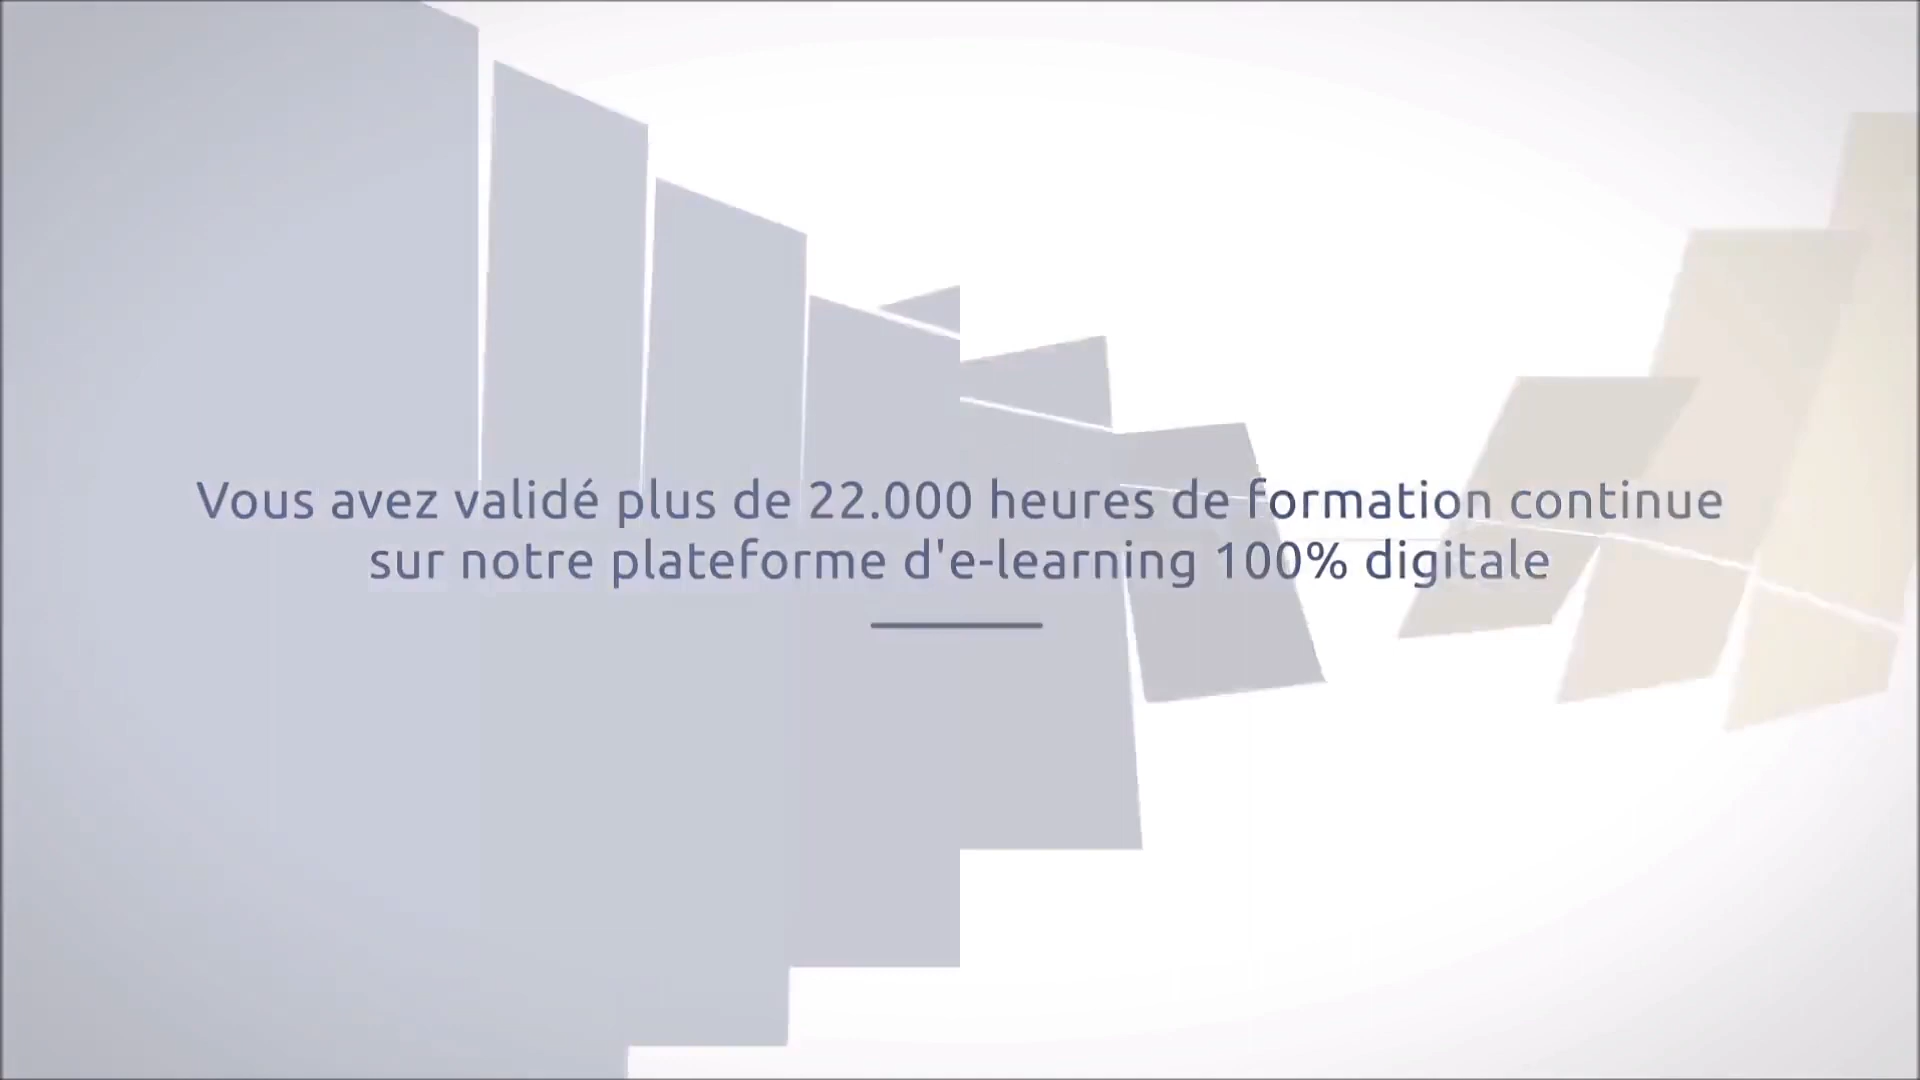 Vous avez validé plus de 22.000 heures de formation continue
sur notre plateforme d'e-learning 100% digitale